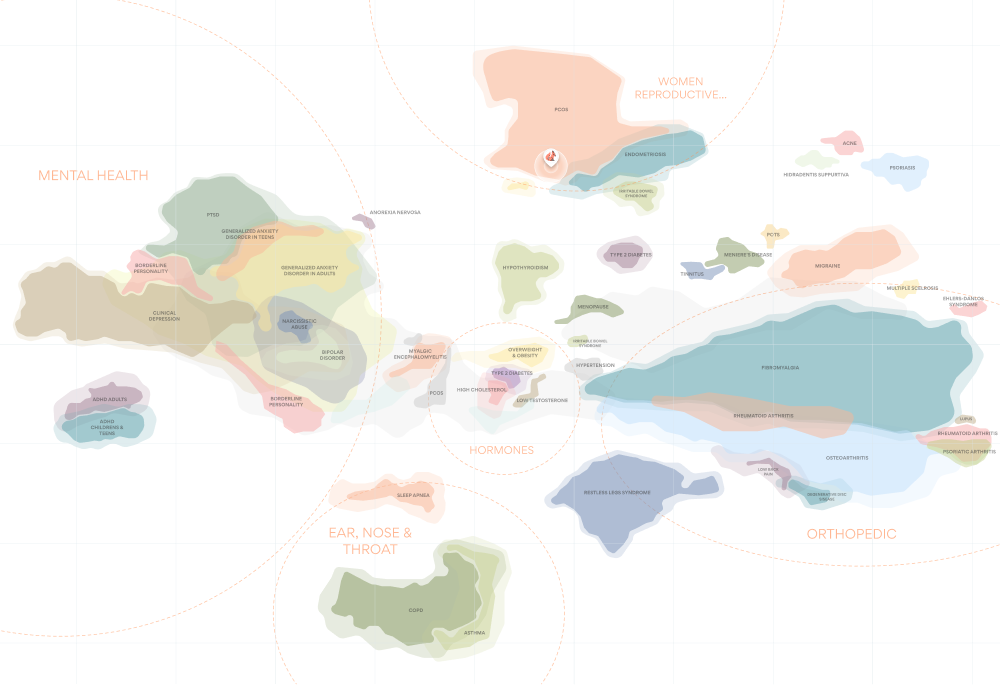 WOMEN
REPRODUCTIVE...
PCOS
ENDOMETRIOSIS
IRRITABLE BOWEL
SYNDROME
ACNE
HIDRADENTIS SUPPURTIVA
PSORIASIS
MENTAL HEALTH
ANOREXIA NERVOSA
PTSD
GENERALIZED ANXIETY
DISORDER IN TEENS
GENERALIZED ANXIETY
DISORDER IN ADULTS
BORDERLINE
PERSONALITY
CLINICAL
DEPRESSION
NARCISSISTIC
ABUSE
BIPOLAR
DISORDER
BORDERLINE
PERSONALITY
ADHD ADULTS
ADHD
CHILDRENS &
TEENS
HYPOTHYROIDISM
TYPE 2 DIABETES
MENIERE'S DISEASE
POTS
TINNITUS
MIGRAINE
MULTIPLE SCELROSIS
EHLERS-DANLOS
SYNDROME
MENOPAUSE
IRRITABLE BOWEL
SYNDROME
MYALGIC
ENCEPHALOMYELITIS
OVERWEIGHT
& OBESITY
HYPERTENSION
TYPE 2 DIABETES
PCOS
HIGH CHOLESTEROL
LOW TESTOSTERONE
HORMONES
FIBROMYALGIA
RHEUMATOID ARTHRITIS
LUPUS
RHEUMATOID ARTHRITIS
PSORIATIC ARTHRITIS
OSTEOARTHRITIS
LOW BACK
PAIN
DEGENERATIVE DISC
DISEASE
RESTLESS LEGS SYNDROME
ORTHOPEDIC
SLEEP APNEA
EAR, NOSE &
THROAT
COPD
ASTHMA